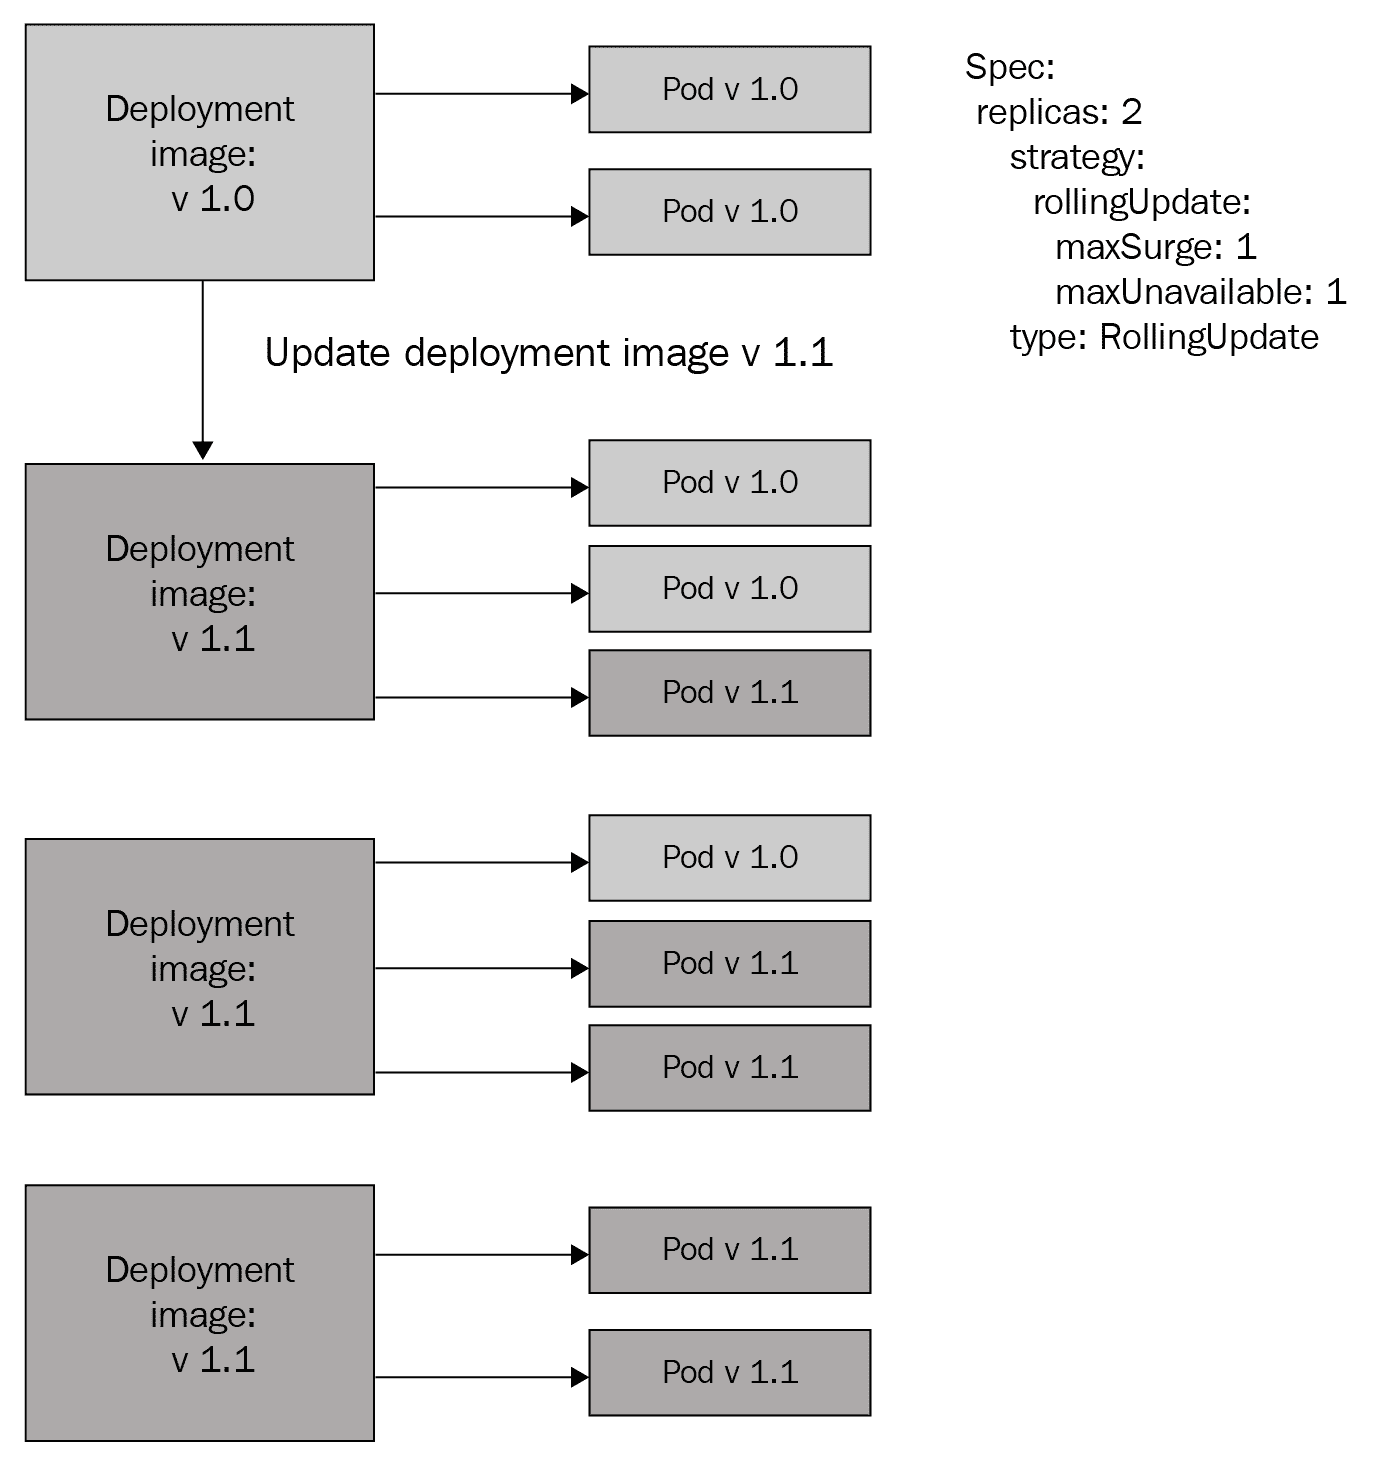 Deployment
image:
v 1.0
Pod v 1.0
Pod v 1.0
Spec:
replicas: 2
strategy:
rollingUpdate:
maxSurge: 1
maxUnavailable: 1
type: RollingUpdate
Update deployment image v 1.1
Deployment
image:
v 1.1
Pod v 1.0
Pod v 1.0
Pod v 1.1
Deployment
image:
v 1.1
Pod v 1.0
Pod v 1.1
Pod v 1.1
Deployment
image:
v 1.1
Pod v 1.1
Pod v 1.1